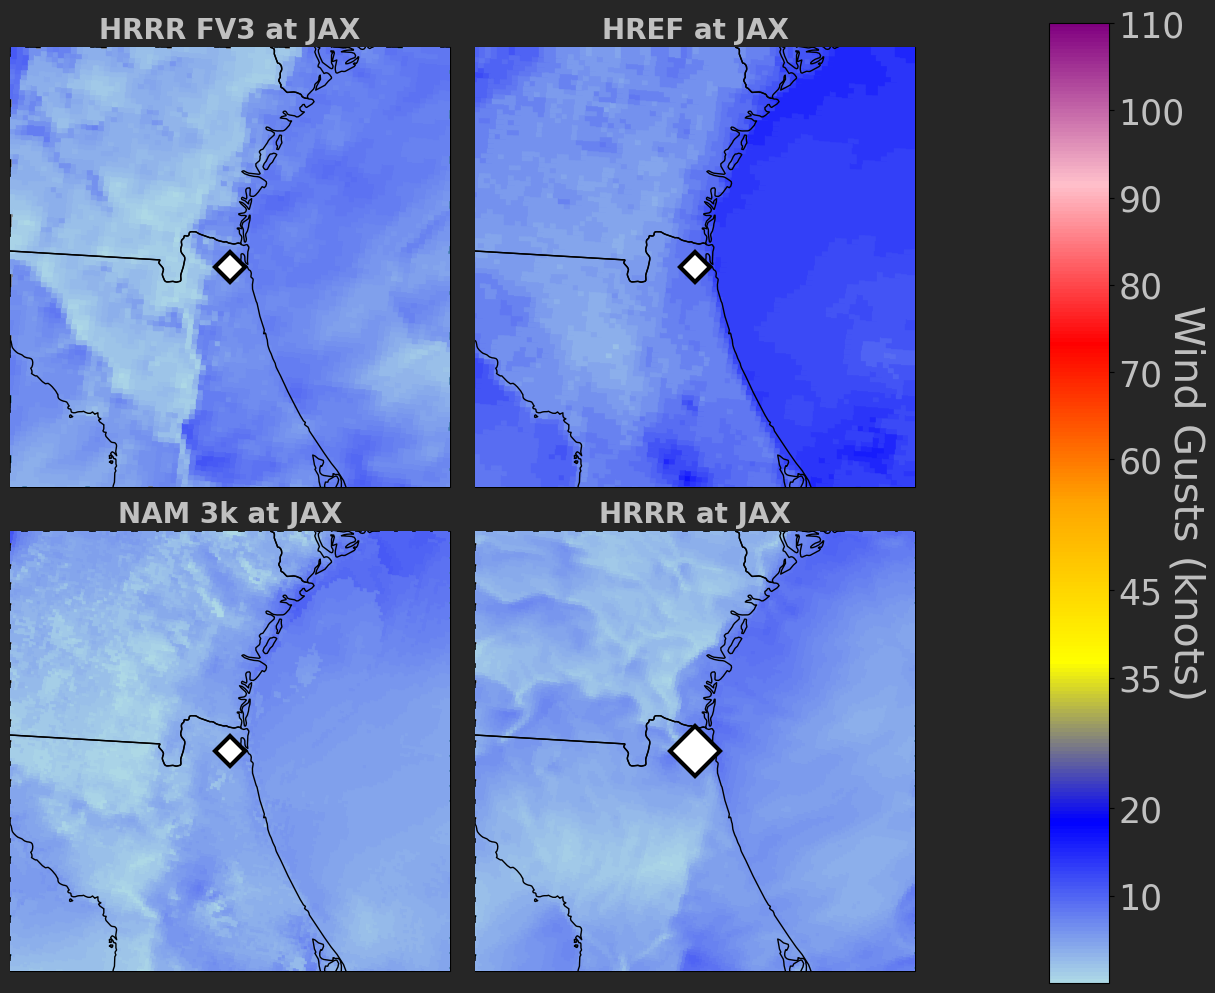 HRRR FV3 at JAX
HREF at JAX
NAM 3k at JAX
HRRR at JAX
110
100
90
80
70
60
45
35
20
10
Wind Gusts (knots)